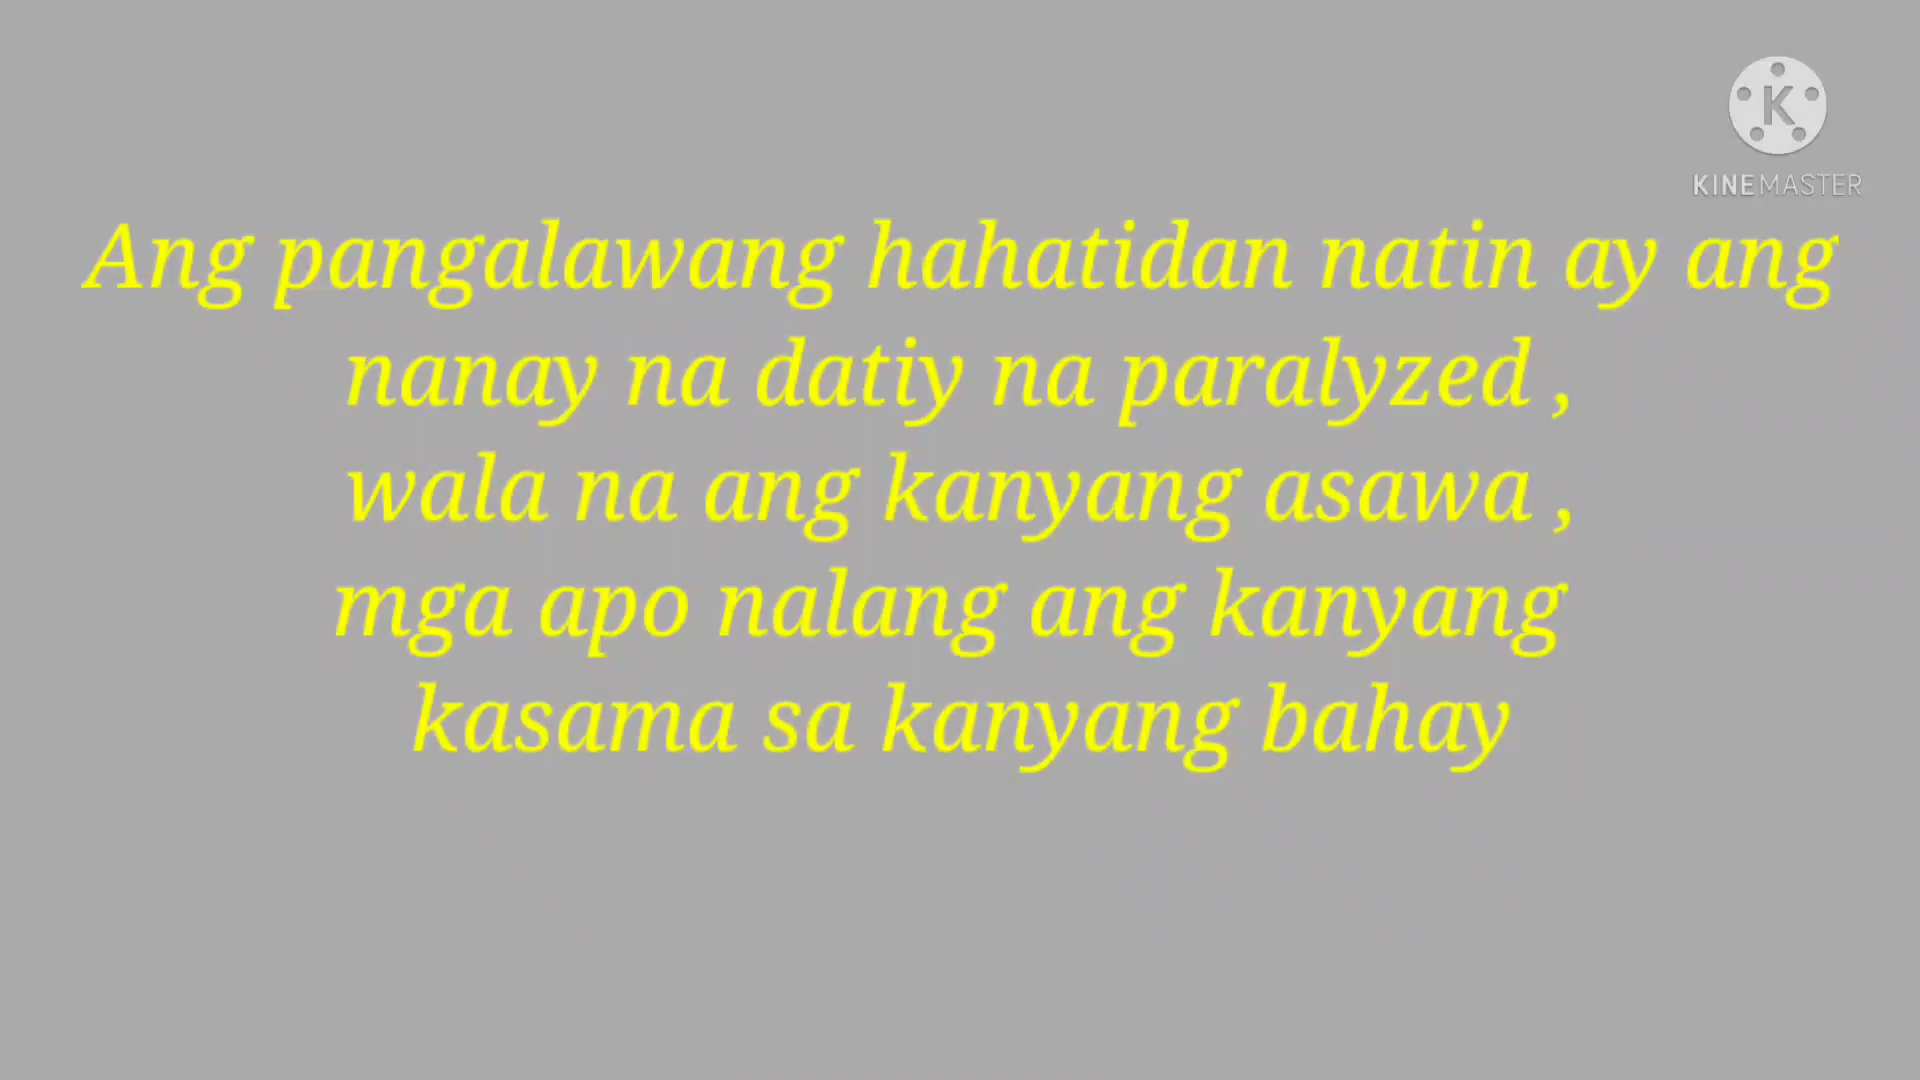 K
KINEMASTER
Ang pangalawang hahatidan natin ay ang
nanay na datiy na paralyzed ,
wala na ang kanyang asawa ,
mga apo nalang ang kanyang
kasama sa kanyang bahay